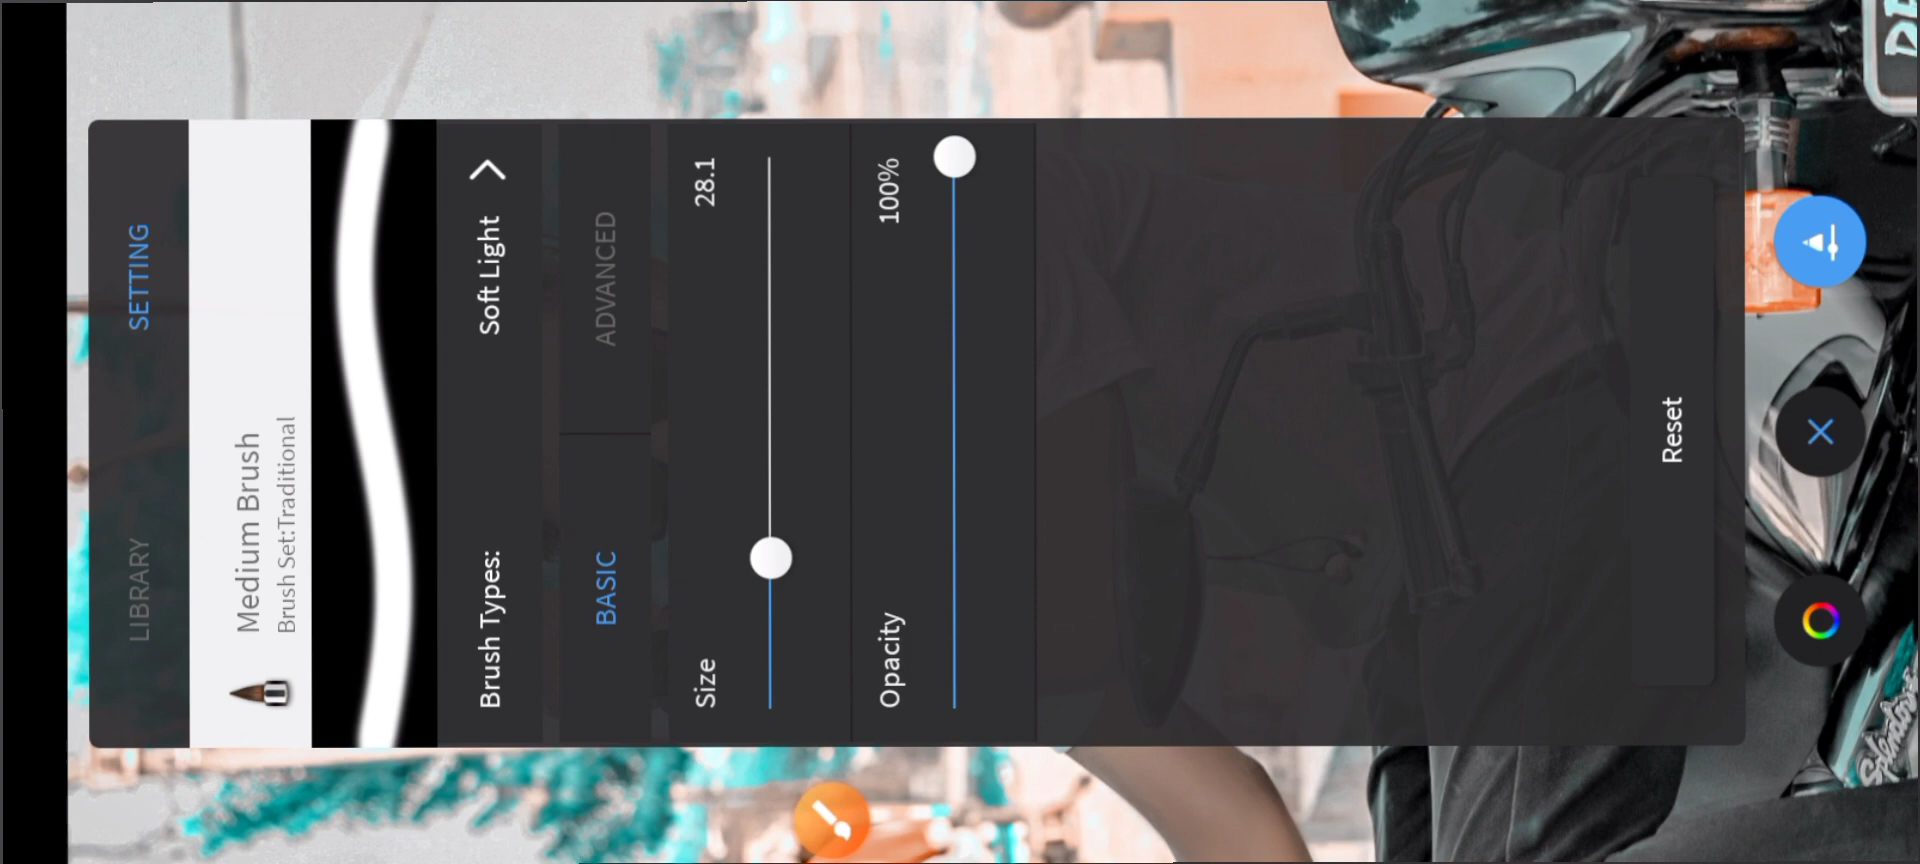 LIBRARY SETTING
Medium Brush
Brush Set:Traditional
Brush Types: Soft Light
BASIC ADVANCED
Size 28.1
Opacity 100%
Reset
Splendor